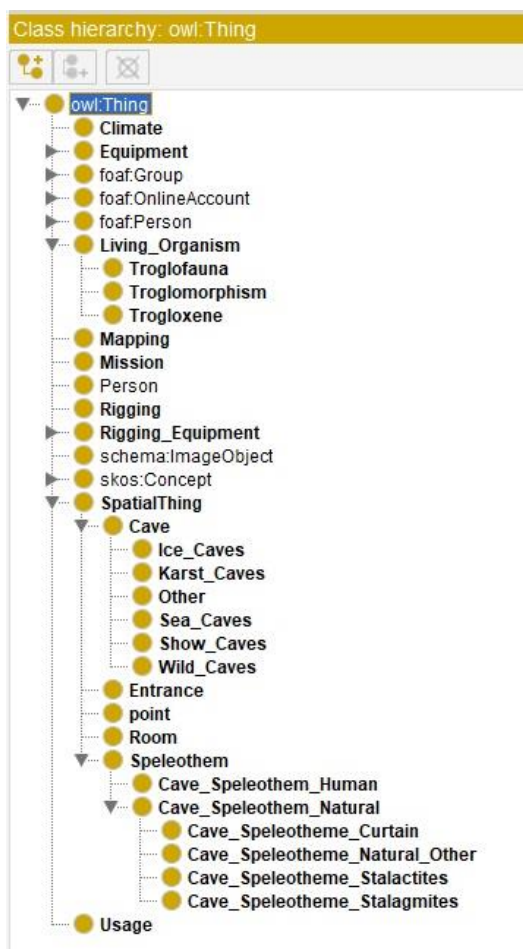 Class hierarchy: owl:Thing
owl:Thing
Climate
Equipment
foaf:Group
foaf:OnlineAccount
foaf:Person
Living_Organism
Troglofauna
Troglomorphism
Trogloxene
Mapping
Mission
Person
Rigging
Rigging_Equipment
schema:ImageObject
skos:Concept
SpatialThing
Cave
Ice_Caves
Karst_Caves
Other
Sea_Caves
Show_Caves
Wild_Caves
Entrance
point
Room
Speleothem
Cave_Speleothem_Human
Cave_Speleothem_Natural
Cave_Speleotheme_Curtain
Cave_Speleotheme_Natural_Other
Cave_Speleotheme_Stalactites
Cave_Speleotheme_Stalagmites
Usage